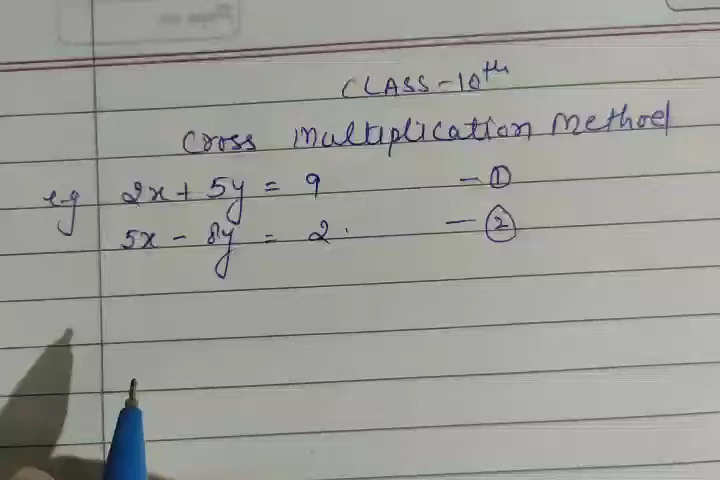 CLASS-10th
Cross Multiplication Method
e.g 2x + 5y = 9 - ①
5x - 8y = 2. - ②